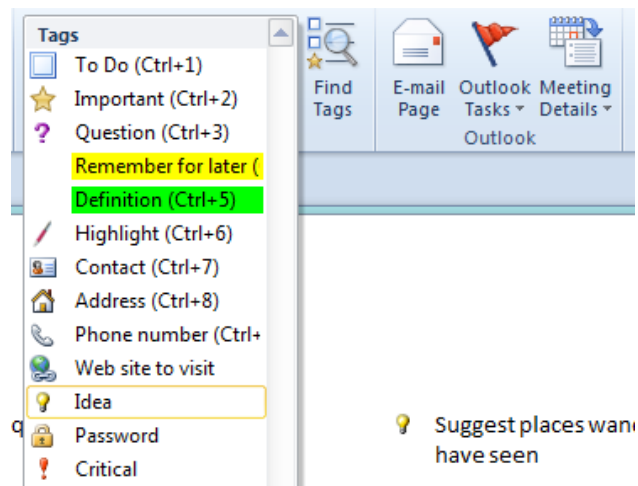 Tags
To Do (Ctrl+1)
Important (Ctrl+2)
Question (Ctrl+3)
Remember for later (
Definition (Ctrl+5)
Highlight (Ctrl+6)
Contact (Ctrl+7)
Address (Ctrl+8)
Phone number (Ctrl+
Web site to visit
Idea
Password
Critical
Find
Tags
E-mail
Page
Outlook
Tasks
Meeting
Details
Outlook
q
Suggest places wan
have seen